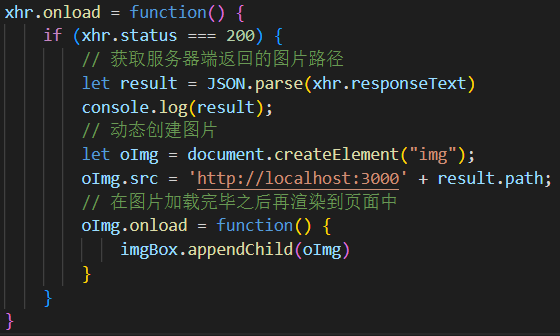 xhr.onload = function() {
if (xhr.status === 200) {
// 获取服务器端返回的图片路径
let result = JSON.parse(xhr.responseText)
console.log(result);
// 动态创建图片
let oImg = document.createElement("img");
oImg.src = 'http://localhost:3000' + result.path;
// 在图片加载完毕之后再渲染到页面中
oImg.onload = function() {
imgBox.appendChild(oImg)
}
}
}